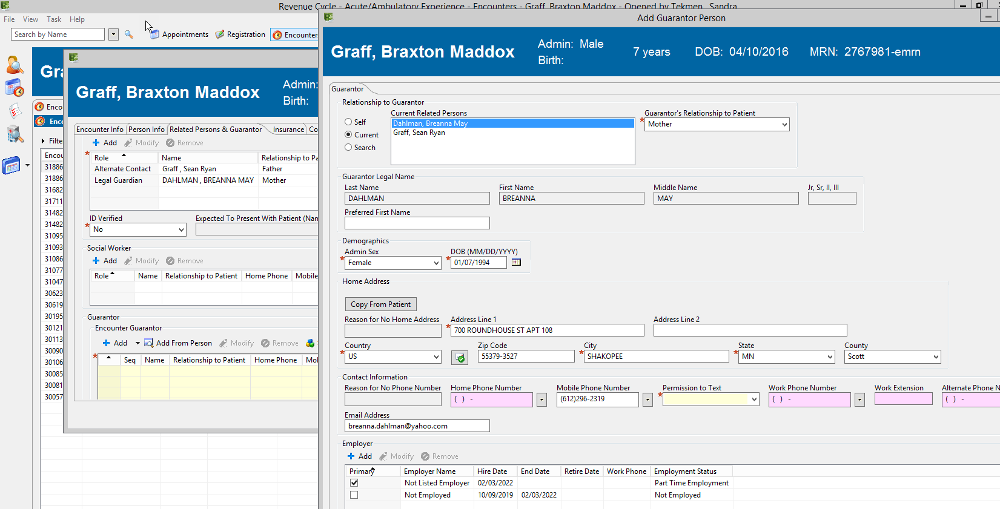 Revenue Cycle - Acute/Ambulatory Experience - Encounters - Graff, Braxton Maddox - Opened by Tekmen, Sandra
File View Task Help
Search by Name Appointments Registration Encounter
Graff, Braxton Maddox
Admin:
Birth:
Encounter Info Person Info Related Persons & Guarantor Insurance Co
Add Modify Remove
Role Name Relationship to Pa
Alternate Contact Graff , Sean Ryan Father
Legal Guardian DAHLMAN , BREANNA MAY Mother
ID Verified Expected To Present With Patient (Nan
No
Social Worker
Add Modify Remove
Role Name Relationship to Patient Home Phone Mobile
Guarantor
Encounter Guarantor
Add Add From Person Modify Remove
Seq Name Relationship to Patient Home Phone Mob
Gra
Enco
Enco
Filte
Encou
31886
31886
31682
31711
31482
31482
31095
31093
31086
31077
31047
30623
30619
30195
30121
30113
30090
30106
30085
30081
30057
Add Guarantor Person
Graff, Braxton Maddox
Admin: Male
Birth:
7 years DOB: 04/10/2016 MRN: 2767981-emrn
Guarantor
Relationship to Guarantor
Self
Current
Search
Current Related Persons
Dahlman, Breanna May
Graff, Sean Ryan
Guarantor's Relationship to Patient
Mother
Guarantor Legal Name
Last Name First Name Middle Name Jr, Sr, II, III
DAHLMAN BREANNA MAY
Preferred First Name
Demographics
Admin Sex DOB (MM/DD/YYYY)
Female 01/07/1994
Home Address
Copy From Patient
Reason for No Home Address Address Line 1 Address Line 2
700 ROUNDHOUSE ST APT 108
Country Zip Code City State County
US 55379-3527 SHAKOPEE MN Scott
Contact Information
Reason for No Phone Number Home Phone Number Mobile Phone Number Permission to Text Work Phone Number Work Extension Alternate Phone N
( ) - (612)296-2319 ( ) - ( ) -
Email Address
breanna.dahlman@yahoo.com
Employer
Add Modify Remove
Primary Employer Name Hire Date End Date Retire Date Work Phone Employment Status
Not Listed Employer 02/03/2022 Part Time Employment
Not Employed 10/09/2019 02/03/2022 Not Employed